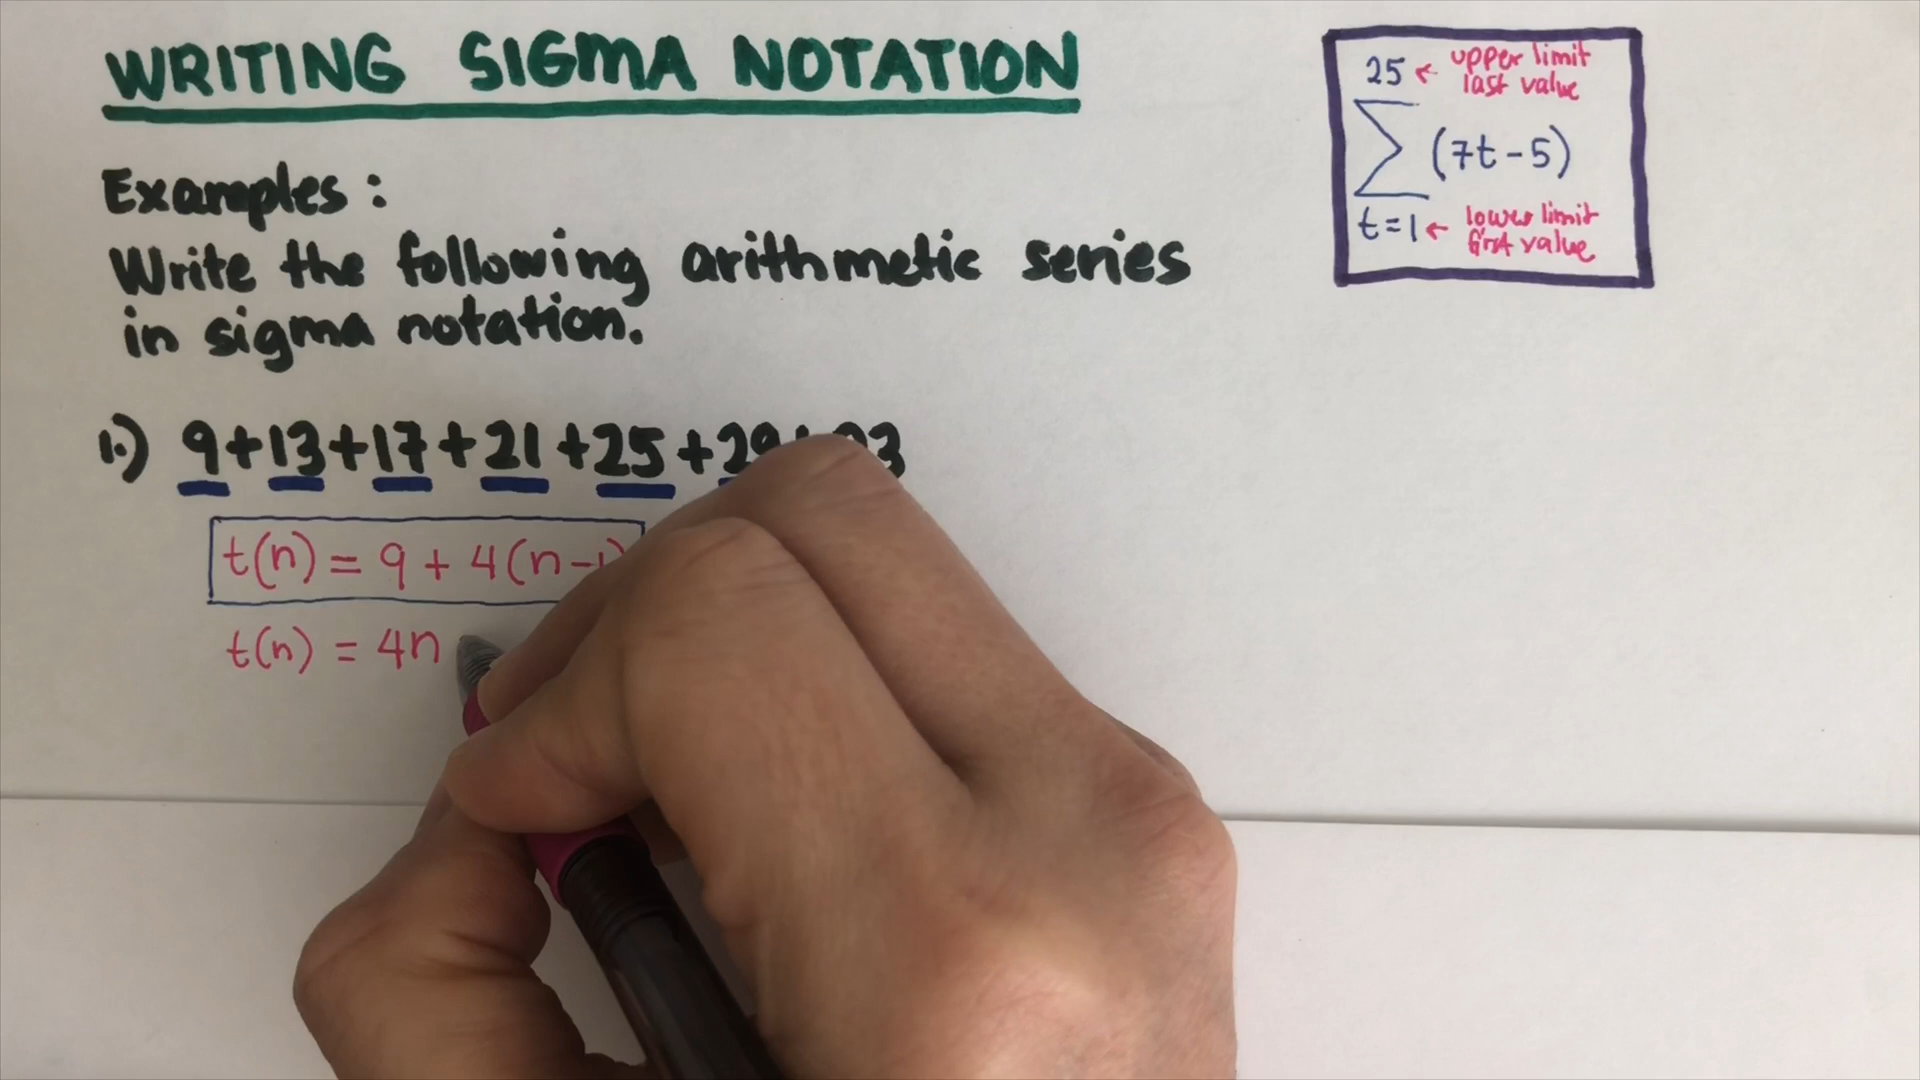 WRITING SIGMA NOTATION
25 ← upper limit
last value
∑ (7t-5)
t=1 ← lower limit
first value
Examples:
Write the following arithmetic series
in sigma notation.
1.) 9+13+17+21+25+
t(n) = 9 + 4(n-1)
t(n) = 4n